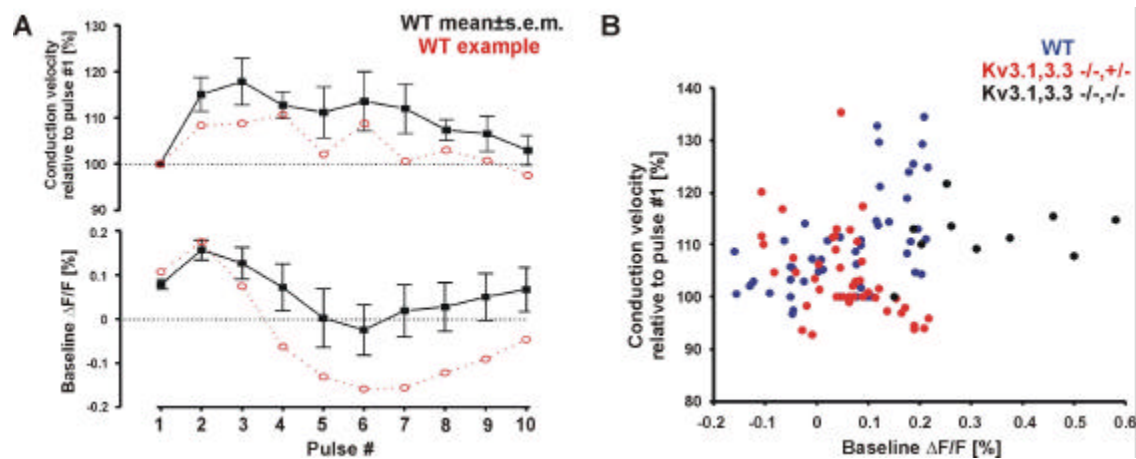 A
WT mean±s.e.m.
WT example
Conduction velocity
relative to pulse #1 [%]
130
120
110
100
90
Baseline ΔF/F [%]
0.2
0.1
0
-0.1
-0.2
1 2 3 4 5 6 7 8 9 10
Pulse #
B
WT
Kv3.1,3.3 -/-,+/-
Kv3.1,3.3 -/-,-/-
Conduction velocity
relative to pulse #1 [%]
140
130
120
110
100
90
80
-0.2 -0.1 0 0.1 0.2 0.3 0.4 0.5 0.6
Baseline ΔF/F [%]